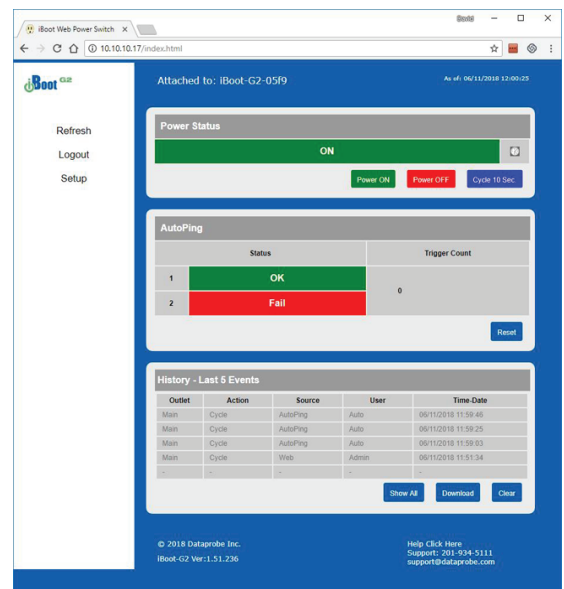 David
iBoot Web Power Switch
10.10.10.17/index.html
iBoot G2
Attached to: iBoot-G2-05f9
As of: 06/11/2018 12:00:25
Refresh
Logout
Setup
Power Status
ON
Power ON Power OFF Cycle 10 Sec
AutoPing
Status Trigger Count
1 OK
0
2 Fail
Reset
History - Last 5 Events
Outlet Action Source User Time-Date
Main Cycle AutoPing Auto 06/11/2018 11:59:46
Main Cycle AutoPing Auto 06/11/2018 11:59:25
Main Cycle AutoPing Auto 06/11/2018 11:59:03
Main Cycle Web Admin 06/11/2018 11:51:34
- - - - -
Show All Download Clear
© 2018 Dataprobe Inc.
iBoot-G2 Ver:1.51.236
Help Click Here
Support: 201-934-5111
support@dataprobe.com